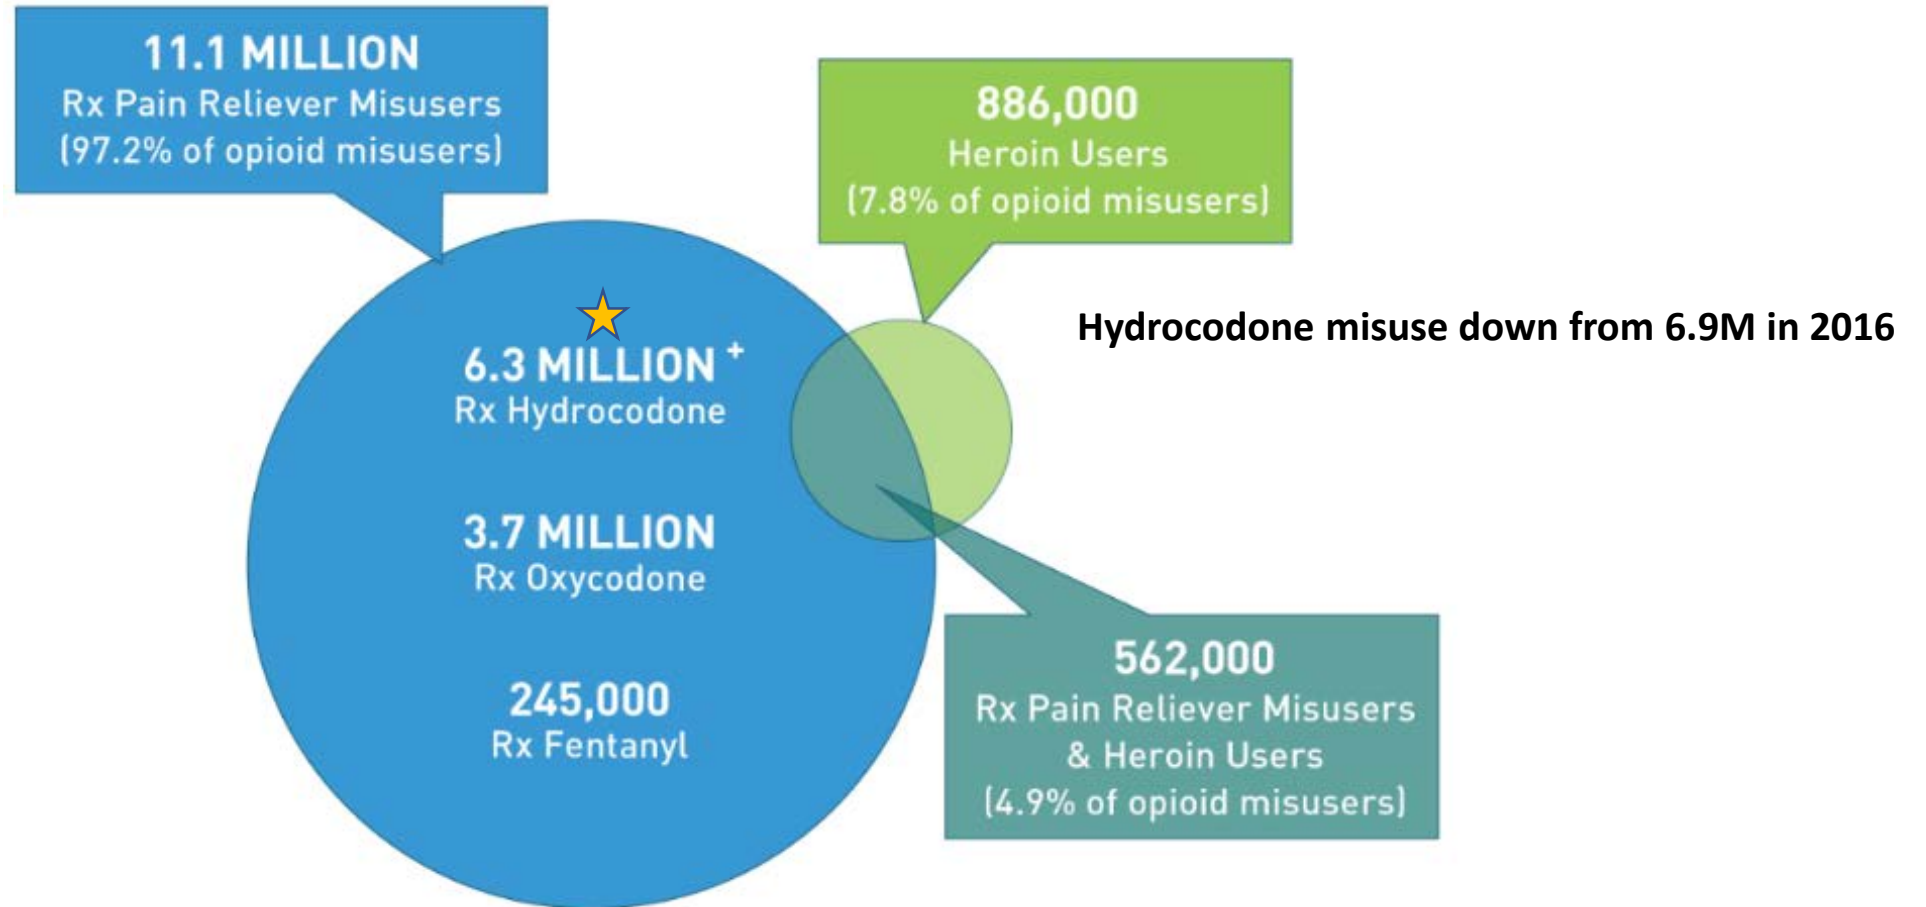 11.1 MILLION
Rx Pain Reliever Misusers
(97.2% of opioid misusers)
886,000
Heroin Users
(7.8% of opioid misusers)
Hydrocodone misuse down from 6.9M in 2016
6.3 MILLION +
Rx Hydrocodone
3.7 MILLION
Rx Oxycodone
245,000
Rx Fentanyl
562,000
Rx Pain Reliever Misusers
& Heroin Users
(4.9% of opioid misusers)